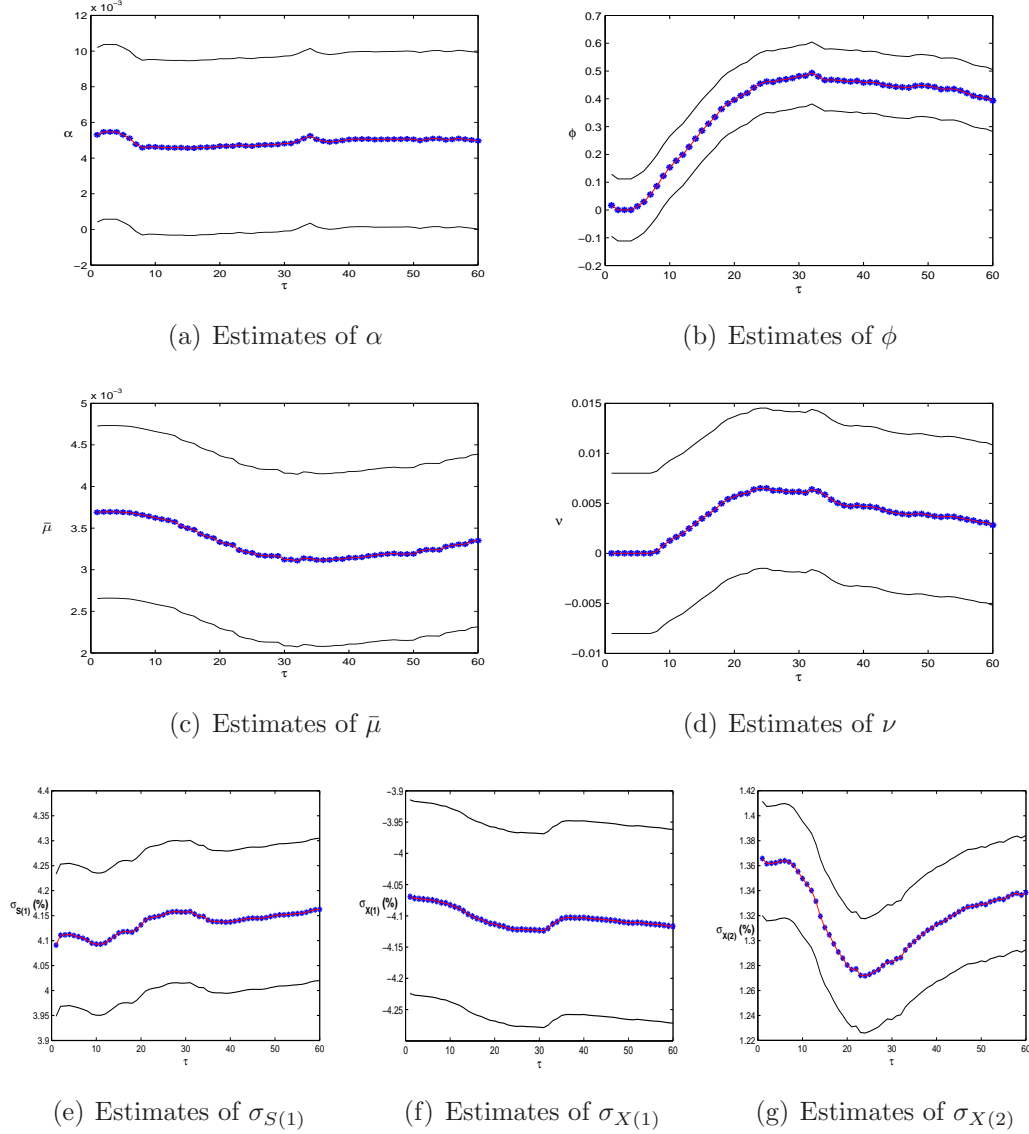 x 10⁻³
12
10
8
6
4
2
0
−2
α
0 10 20 30 40 50 60
τ
(a) Estimates of α
0.7
0.6
0.5
0.4
0.3
0.2
0.1
0
−0.1
−0.2
ϕ
0 10 20 30 40 50 60
τ
(b) Estimates of ϕ
x 10⁻³
5
4.5
4
3.5
3
2.5
2
μ̄
0 10 20 30 40 50 60
τ
(c) Estimates of μ̄
0.015
0.01
0.005
0
−0.005
−0.01
ν
0 10 20 30 40 50 60
τ
(d) Estimates of ν
4.4
4.3
4.2
4.15
4.1
4.05
4
3.95
3.9
σS(1) (%)
0 10 20 30 40 50 60
τ
(e) Estimates of σS(1)
−3.9
−3.95
−4
−4.05
−4.1
−4.15
−4.2
−4.25
σX(1) (%)
0 10 20 30 40 50 60
τ
(f) Estimates of σX(1)
1.42
1.4
1.38
1.36
1.34
1.32
1.3
1.28
1.26
1.24
1.22
σX(2) (%)
0 10 20 30 40 50 60
τ
(g) Estimates of σX(2)